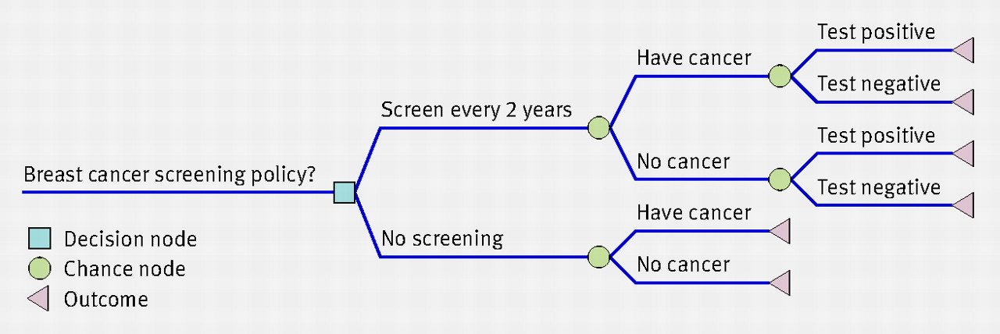 Test positive
Have cancer
Test negative
Screen every 2 years
Test positive
No cancer
Test negative
Breast cancer screening policy?
Have cancer
No screening
No cancer
Decision node
Chance node
Outcome